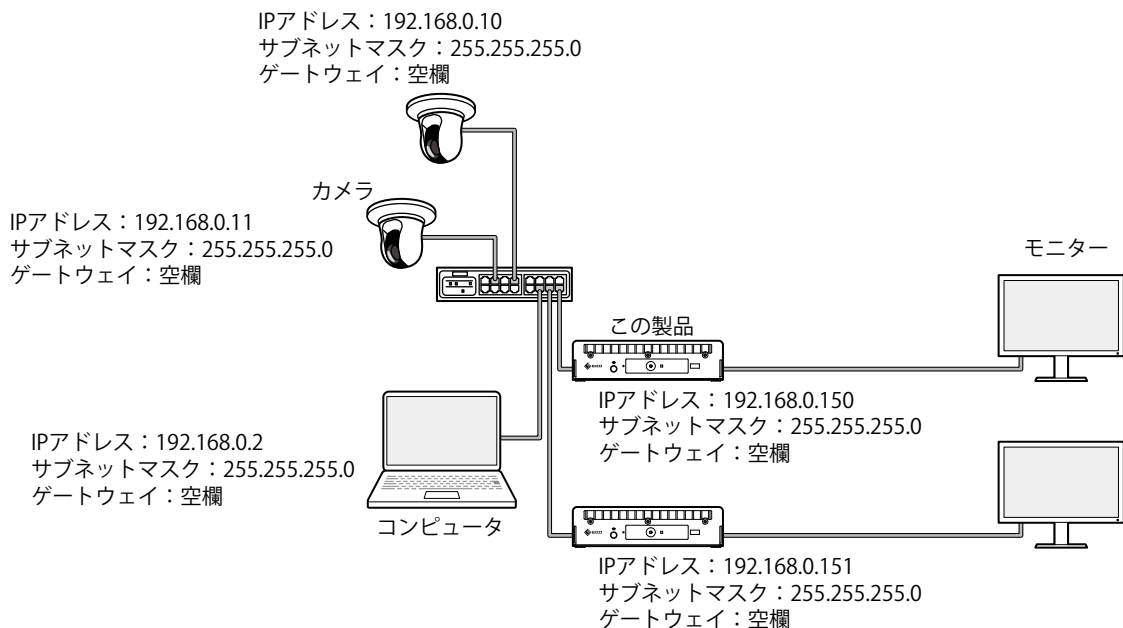 IPアドレス：192.168.0.10
サブネットマスク：255.255.255.0
ゲートウェイ：空欄
カメラ
IPアドレス：192.168.0.11
サブネットマスク：255.255.255.0
ゲートウェイ：空欄
モニター
この製品
IPアドレス：192.168.0.150
サブネットマスク：255.255.255.0
ゲートウェイ：空欄
IPアドレス：192.168.0.2
サブネットマスク：255.255.255.0
ゲートウェイ：空欄
コンピュータ
IPアドレス：192.168.0.151
サブネットマスク：255.255.255.0
ゲートウェイ：空欄